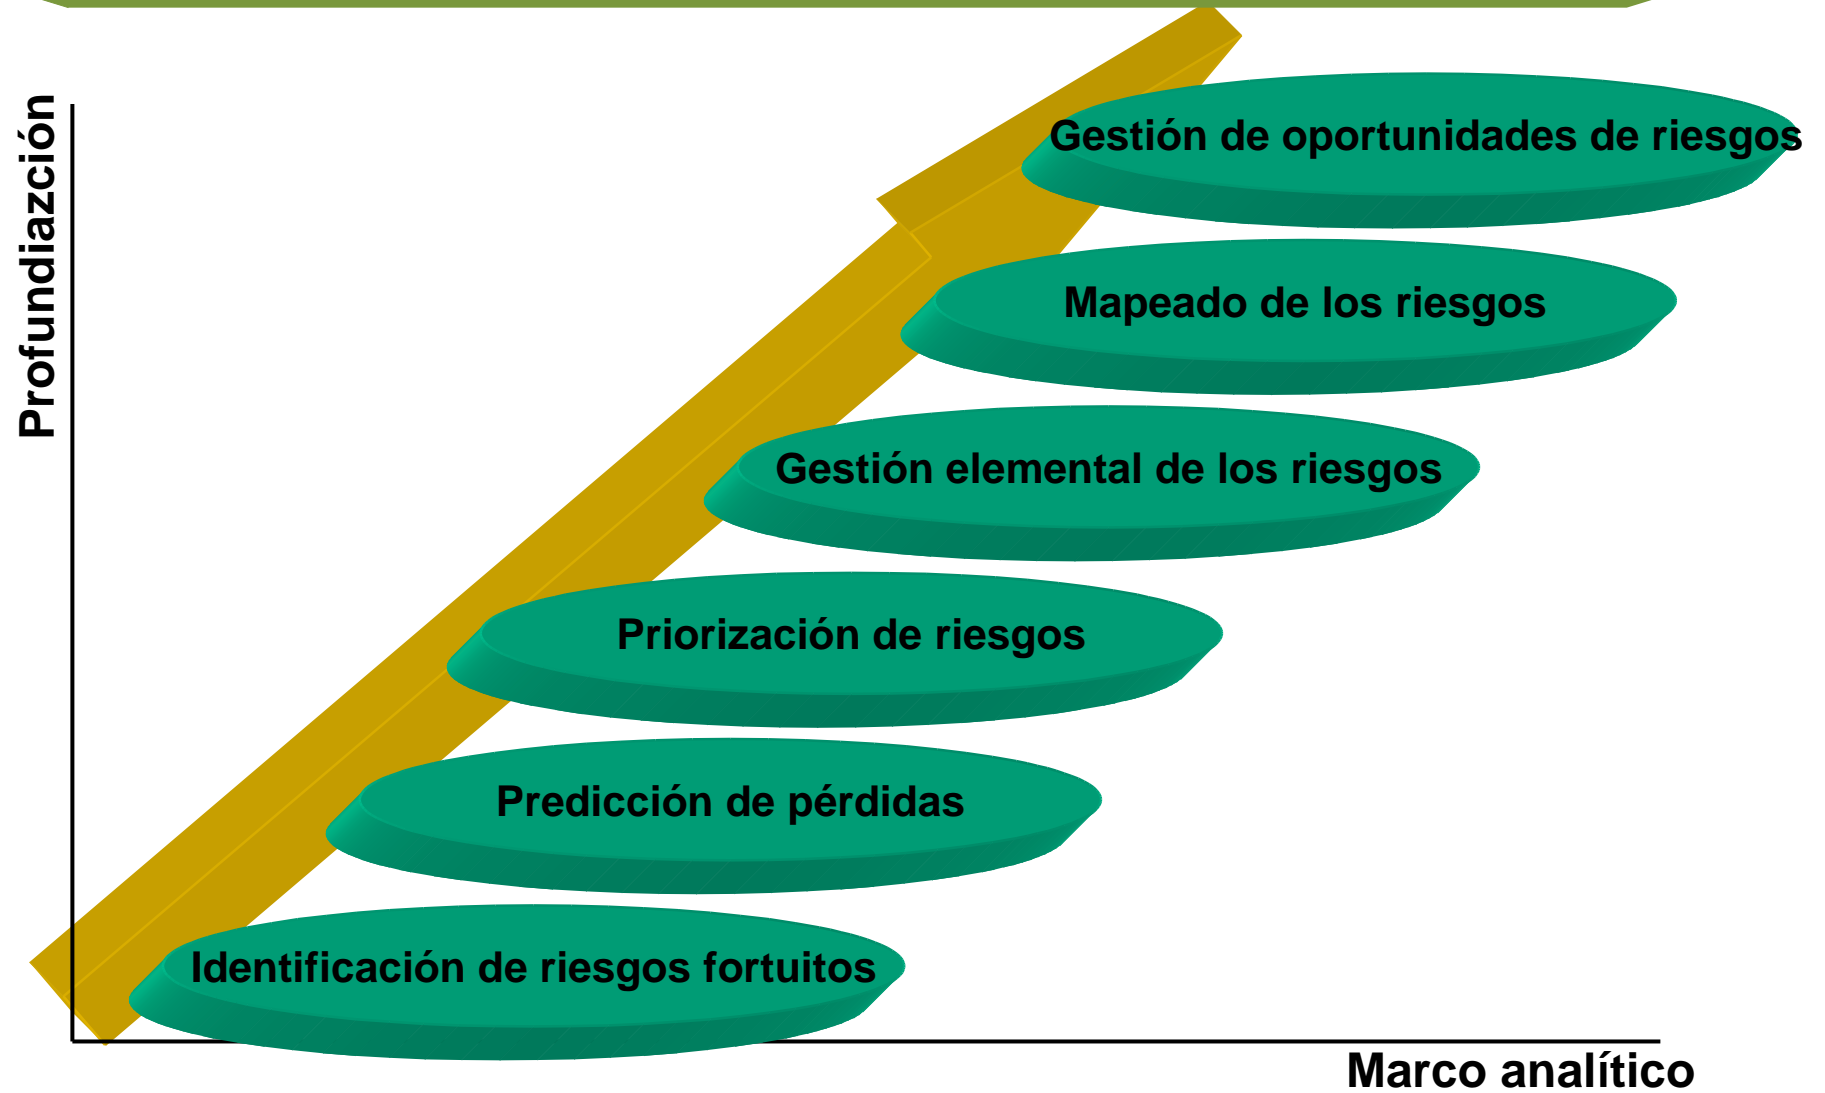 Profundiazción
Gestión de oportunidades de riesgos
Mapeado de los riesgos
Gestión elemental de los riesgos
Priorización de riesgos
Predicción de pérdidas
Identificación de riesgos fortuitos
Marco analítico